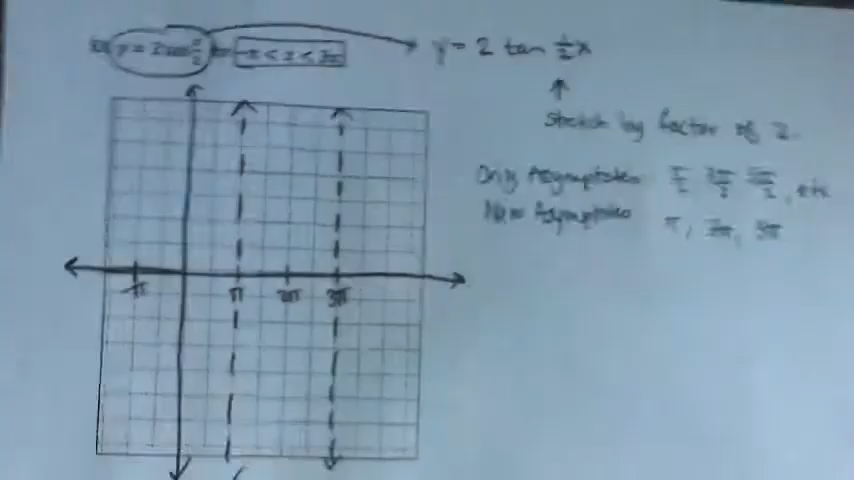 y = 2 tan x/2 for -π < x < 3π
y = 2 tan 1/2 x
stretch by factor of 2
Orig Asymptotes π/2 3π/2 5π/2, etc
New Asymptotes π, 3π, 5π
-π π 2π 3π